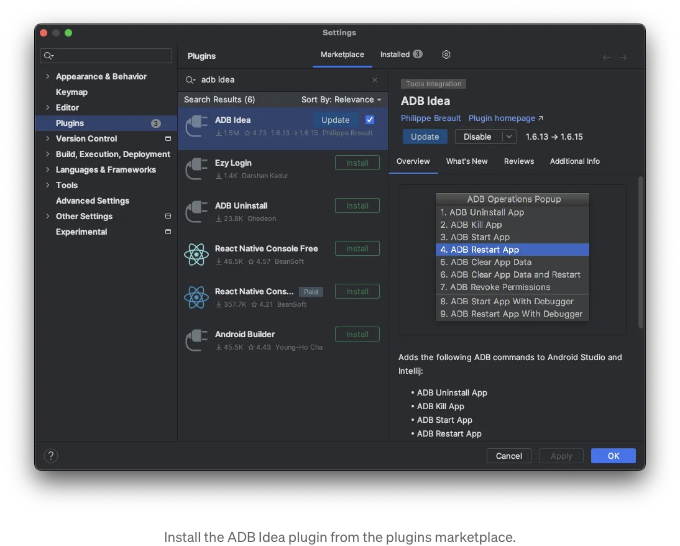 Settings
Plugins
Marketplace
Installed 3
Appearance & Behavior
Keymap
Editor
Plugins 3
Version Control
Build, Execution, Deployment
Languages & Frameworks
Tools
Advanced Settings
Other Settings
Experimental
adb idea
Search Results (6) Sort By: Relevance
ADB Idea Update
1.5M 4.73 1.6.13 → 1.6.15 Philippe Breault
Ezy Login Install
1.4K Darshan Kadur
ADB Uninstall Install
23.8K Ghedeon
React Native Console Free Install
46.5K 4.57 BeanSoft
React Native Cons... Paid Install
357.7K 4.21 BeanSoft
Android Builder Install
45.5K 4.43 Young-Ho Cha
Tools Integration
ADB Idea
Philippe Breault Plugin homepage ↗
Update Disable 1.6.13 → 1.6.15
Overview What's New Reviews Additional Info
ADB Operations Popup
1. ADB Uninstall App
2. ADB Kill App
3. ADB Start App
4. ADB Restart App
5. ADB Clear App Data
6. ADB Clear App Data and Restart
7. ADB Revoke Permissions
8. ADB Start App With Debugger
9. ADB Restart App With Debugger
Adds the following ADB commands to Android Studio and
Intellij:
• ADB Uninstall App
• ADB Kill App
• ADB Start App
• ADB Restart App
? Cancel Apply OK
Install the ADB Idea plugin from the plugins marketplace.